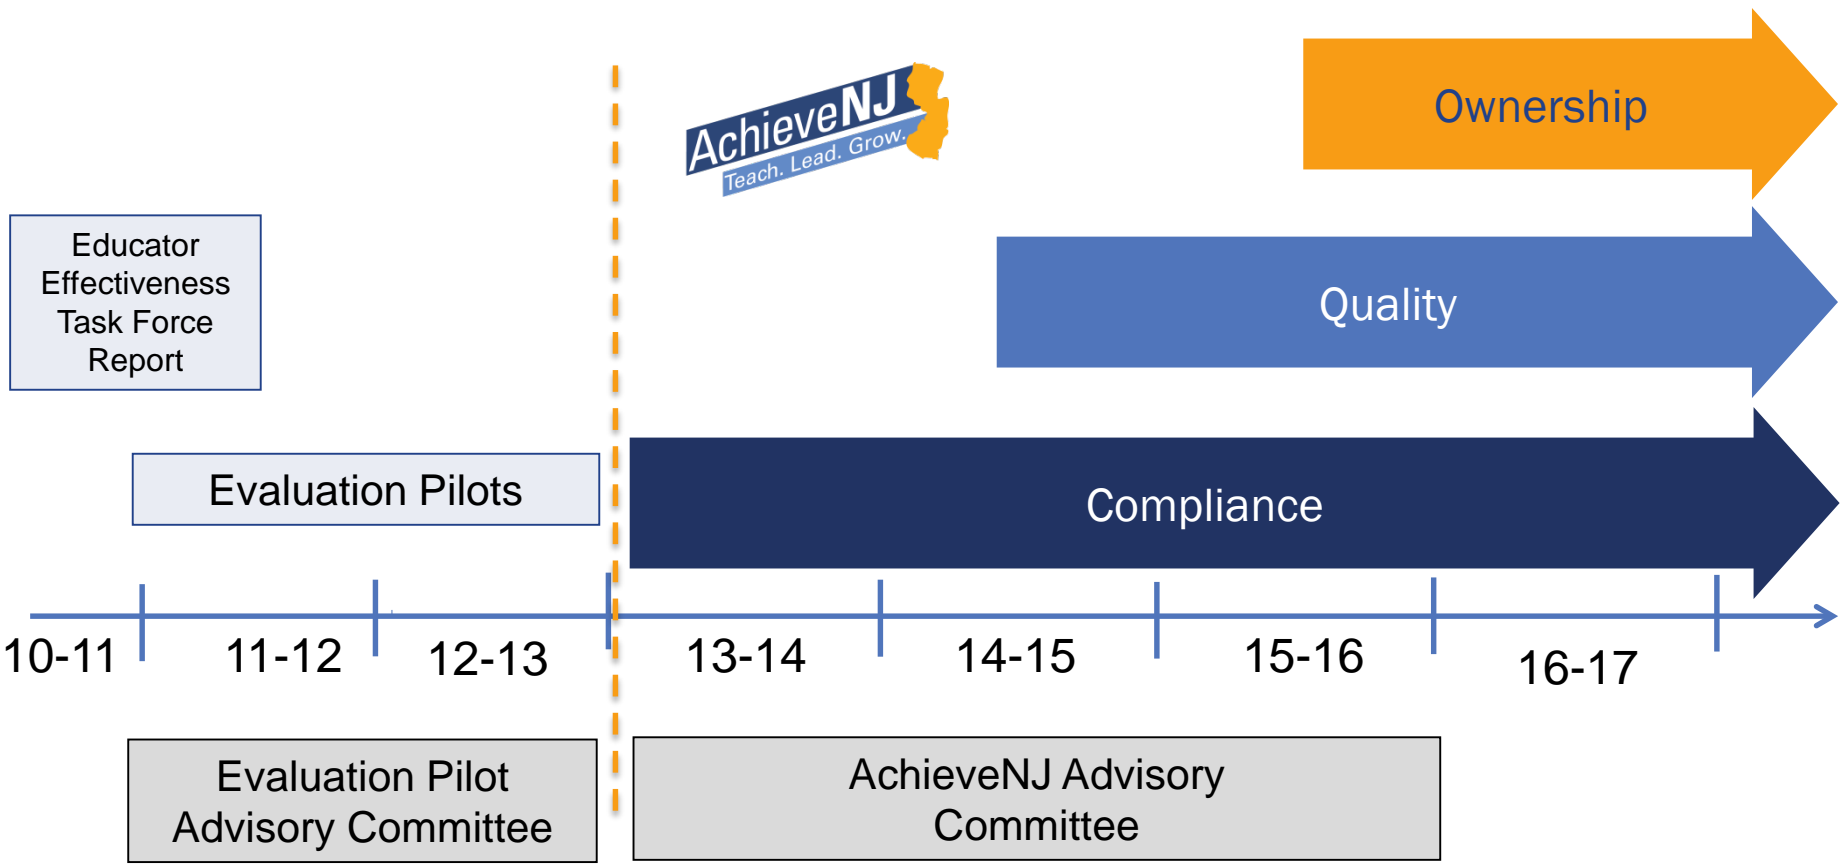 AchieveNJ
Teach. Lead. Grow.
Ownership
Educator
Effectiveness
Task Force
Report
Quality
Evaluation Pilots
Compliance
10-11
11-12
12-13
13-14
14-15
15-16
16-17
Evaluation Pilot
Advisory Committee
AchieveNJ Advisory
Committee